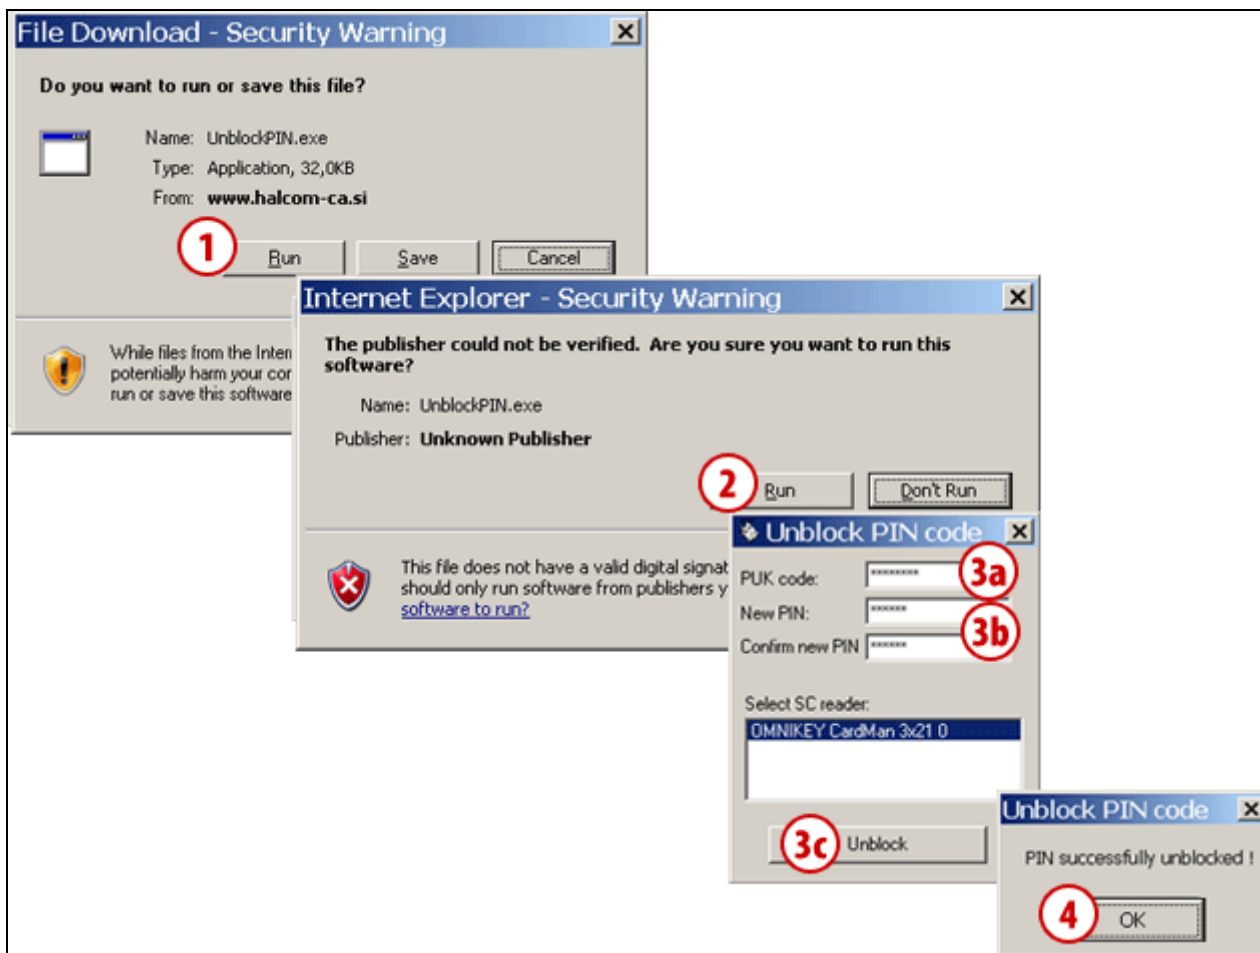 File Download - Security Warning
Do you want to run or save this file?
Name: UnblockPIN.exe
Type: Application, 32,0KB
From: www.halcom-ca.si
1
Run Save Cancel
While files from the Inter
potentially harm your co
run or save this software
Internet Explorer - Security Warning
The publisher could not be verified. Are you sure you want to run this
software?
Name: UnblockPIN.exe
Publisher: Unknown Publisher
2
Run Don't Run
This file does not have a valid digital signat
should only run software from publishers y
software to run?
Unblock PIN code
PUK code: ******** 3a
New PIN: ******
3b
Confirm new PIN ******
Select SC reader:
OMNIKEY CardMan 3x21 0
3c Unblock
Unblock PIN code
PIN successfully unblocked !
4 OK